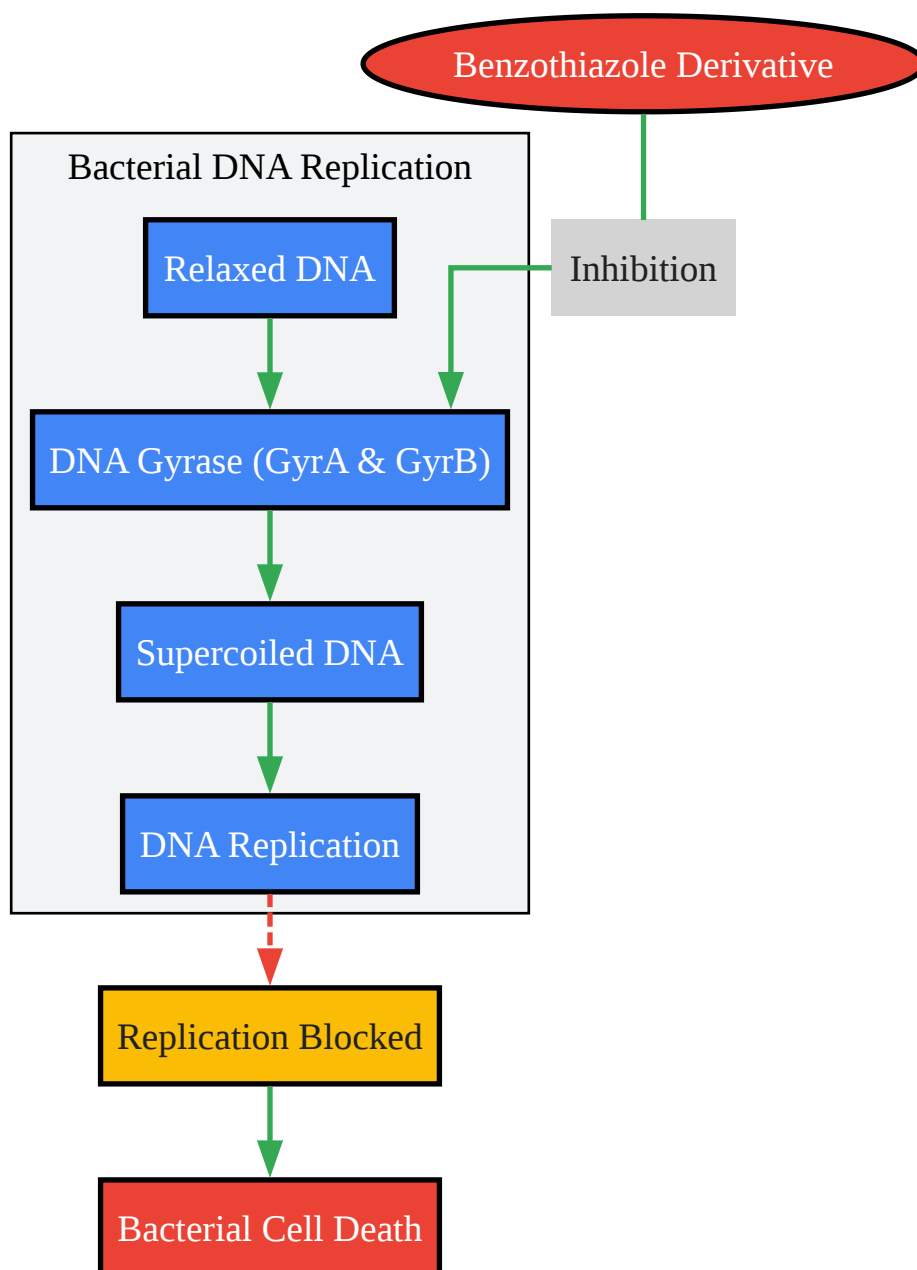 Benzothiazole Derivative
Bacterial DNA Replication
Relaxed DNA
Inhibition
DNA Gyrase (GyrA & GyrB)
Supercoiled DNA
DNA Replication
Replication Blocked
Bacterial Cell Death